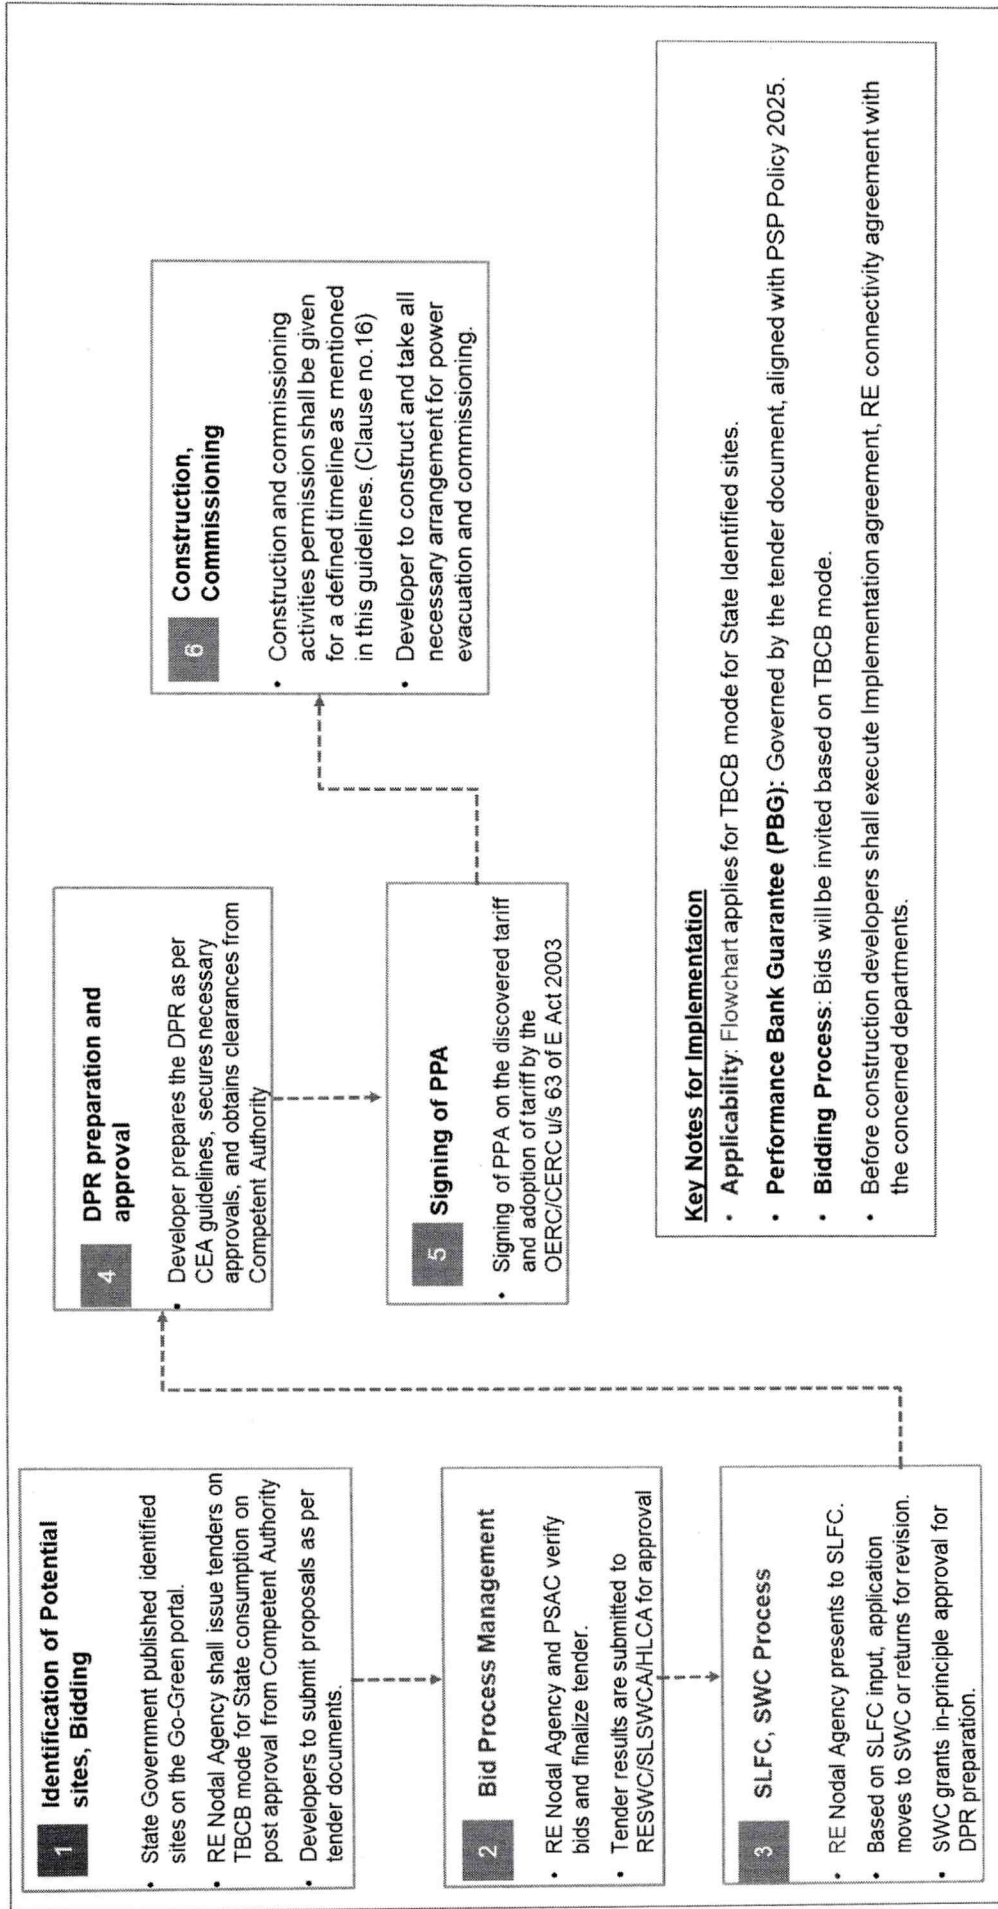 1
Identification of Potential
sites, Bidding
• State Government published identified
sites on the Go-Green portal.
• RE Nodal Agency shall issue tenders on
TBCB mode for State consumption on
post approval from Competent Authority
• Developers to submit proposals as per
tender documents.
2
Bid Process Management
• RE Nodal Agency and PSAC verify
bids and finalize tender.
• Tender results are submitted to
RESWC/SLSWCA/HLCA for approval
3
SLFC, SWC Process
• RE Nodal Agency presents to SLFC.
• Based on SLFC input, application
moves to SWC or returns for revision.
• SWC grants in-principle approval for
DPR preparation.
4
DPR preparation and
approval
• Developer prepares the DPR as per
CEA guidelines, secures necessary
approvals, and obtains clearances from
Competent Authority
5
Signing of PPA
• Signing of PPA on the discovered tariff
and adoption of tariff by the
OERC/CERC u/s 63 of E Act 2003
6
Construction,
Commissioning
• Construction and commissioning
activities permission shall be given
for a defined timeline as mentioned
in this guidelines. (Clause no.16)
• Developer to construct and take all
necessary arrangement for power
evacuation and commissioning.
Key Notes for Implementation
• Applicability: Flowchart applies for TBCB mode for State Identified sites.
• Performance Bank Guarantee (PBG): Governed by the tender document, aligned with PSP Policy 2025.
• Bidding Process: Bids will be invited based on TBCB mode.
• Before construction developers shall execute Implementation agreement, RE connectivity agreement with
the concerned departments.